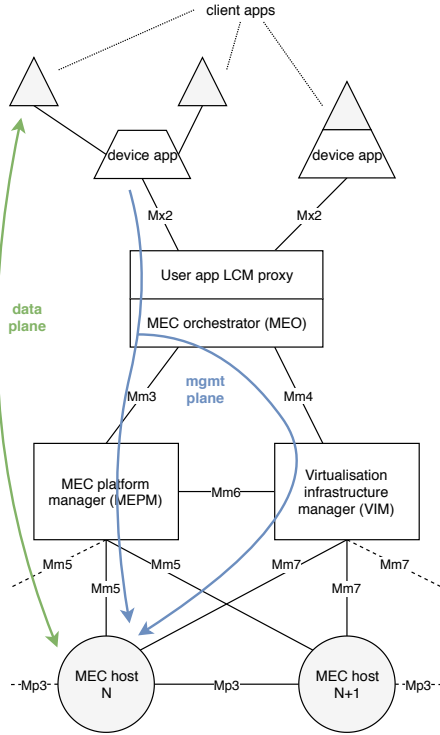 client apps
device app
device app
Mx2
Mx2
User app LCM proxy
MEC orchestrator (MEO)
data
plane
mgmt
plane
Mm3
Mm4
MEC platform
manager (MEPM)
Mm6
Virtualisation
infrastructure
manager (VIM)
Mm5
Mm5
Mm7
Mm7
Mm5
Mm7
MEC host
N
MEC host
N+1
Mp3
Mp3
Mp3